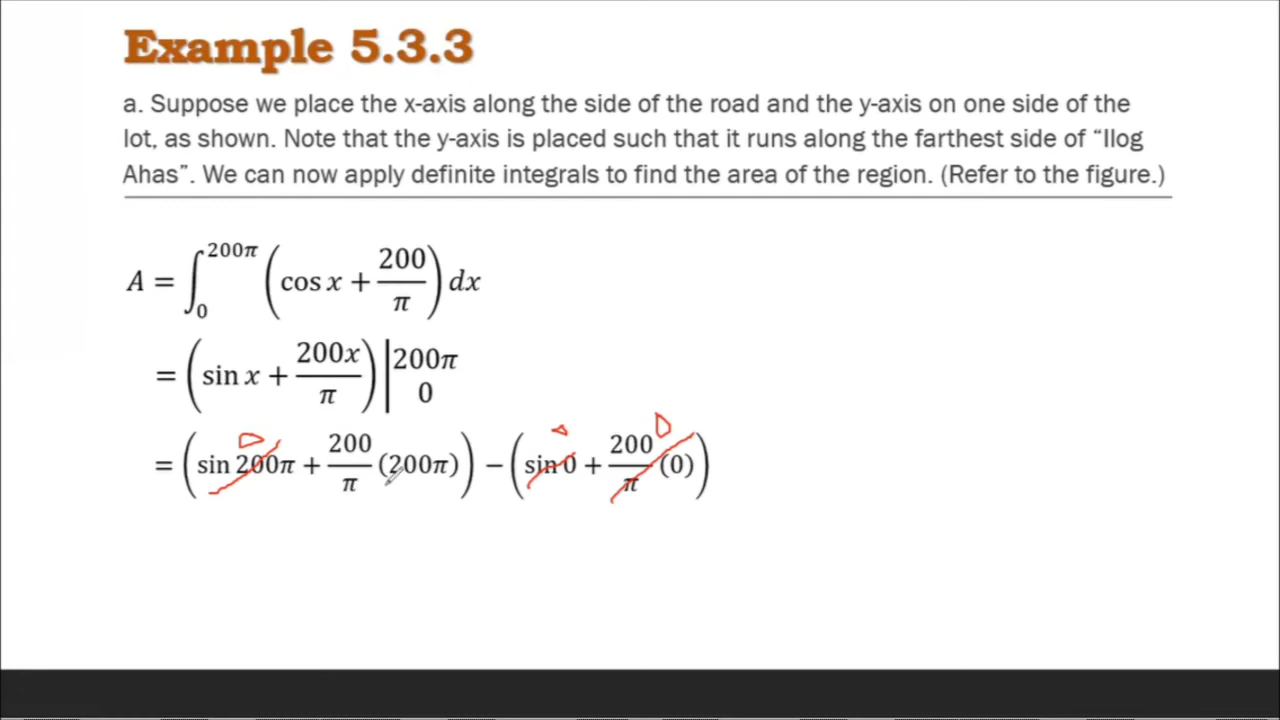 Example 5.3.3
a. Suppose we place the x-axis along the side of the road and the y-axis on one side of the
lot, as shown. Note that the y-axis is placed such that it runs along the farthest side of “Ilog
Ahas”. We can now apply definite integrals to find the area of the region. (Refer to the figure.)
A = ∫₀^{200π} (cos x + 200/π) dx
= (sin x + 200x/π) | 200π 0
= (sin 200π + 200/π (200π)) − (sin 0 + 200/π (0))